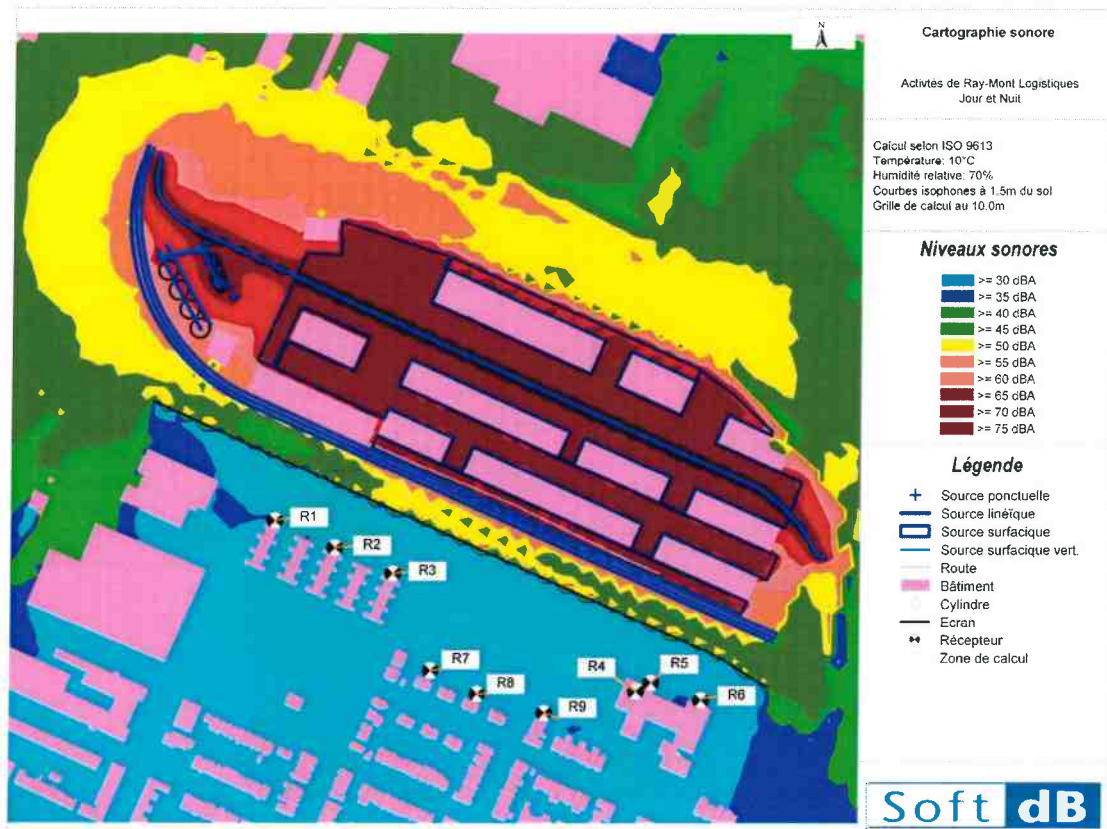 N
Cartographie sonore
Activtés de Ray-Mont Logistiques
Jour et Nuit
Calcul selon ISO 9613
Température: 10°C
Humidité relative: 70%
Courbes isophones à 1.5m du sol
Grille de calcul au 10.0m
Niveaux sonores
>= 30 dBA
>= 35 dBA
>= 40 dBA
>= 45 dBA
>= 50 dBA
>= 55 dBA
>= 60 dBA
>= 65 dBA
>= 70 dBA
>= 75 dBA
Légende
Source ponctuelle
Source linéïque
Source surfacique
Source surfacique vert.
Route
Bâtiment
Cylindre
Ecran
Récepteur
Zone de calcul
R1
R2
R3
R7
R8
R4
R5
R6
R9
Soft dB